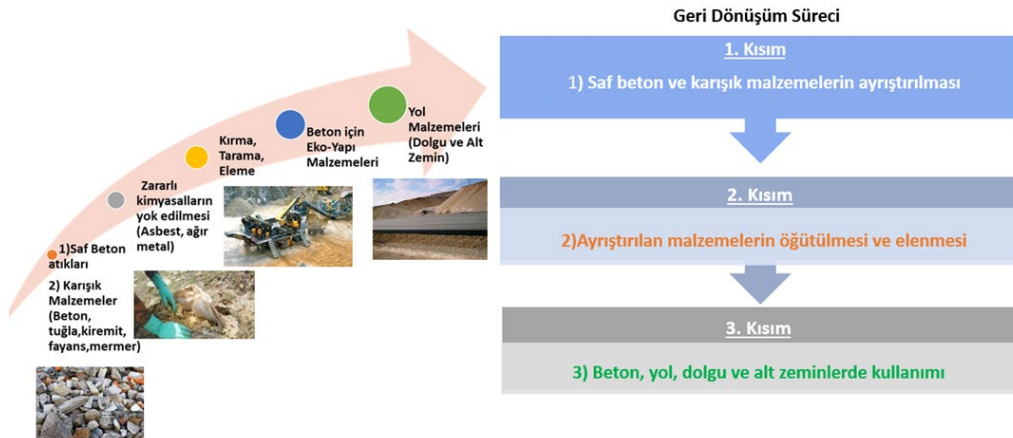 1)Saf Beton
atıkları
2) Karışık
Malzemeler
(Beton,
tuğla,kiremit,
fayans,mermer)
Zararlı
kimyasalların
yok edilmesi
(Asbest, ağır
metal)
Kırma,
Tarama,
Eleme
Beton için
Eko-Yapı
Malzemeleri
Yol
Malzemeleri
(Dolgu ve Alt
Zemin)
Geri Dönüşüm Süreci
1. Kısım
1) Saf beton ve karışık malzemelerin ayrıştırılması
2. Kısım
2)Ayrıştırılan malzemelerin öğütülmesi ve elenmesi
3. Kısım
3) Beton, yol, dolgu ve alt zeminlerde kullanımı